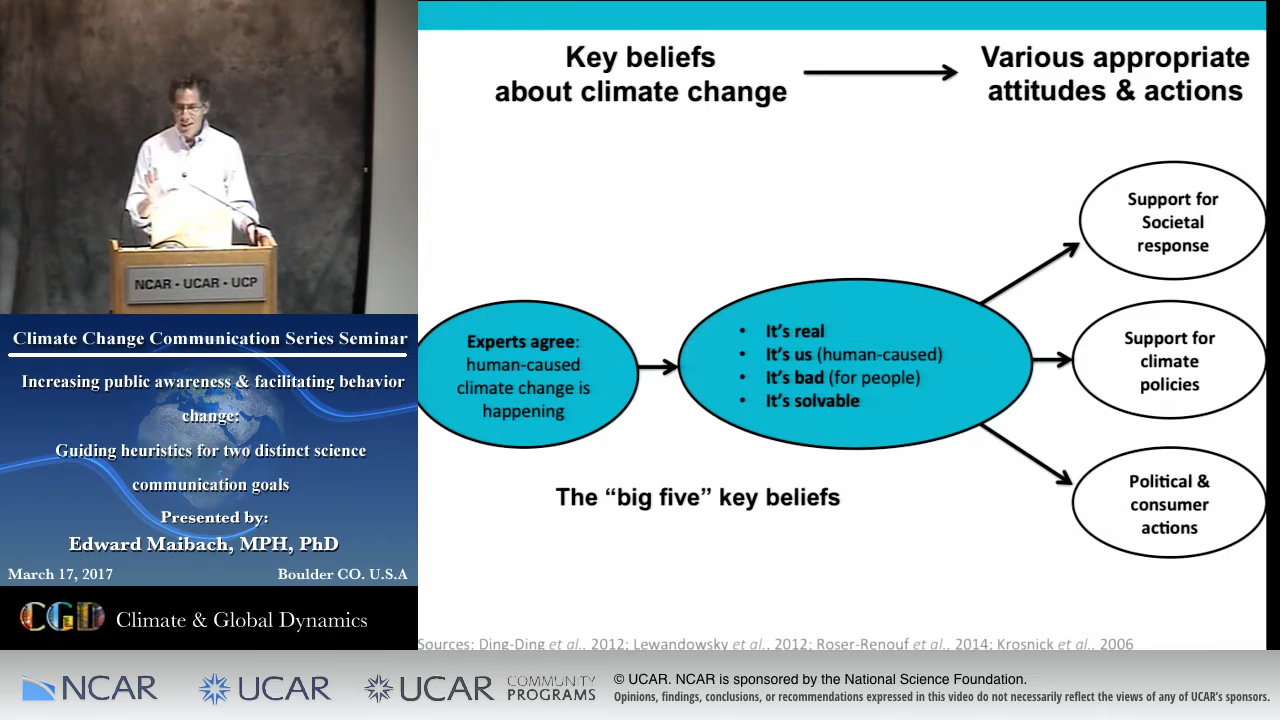 NCAR • UCAR • UCP
Climate Change Communication Series Seminar
Increasing public awareness & facilitating behavior
change:
Guiding heuristics for two distinct science
communication goals
Presented by:
Edward Maibach, MPH, PhD
March 17, 2017
Boulder CO. U.S.A
CGD Climate & Global Dynamics
Key beliefs
about climate change
Various appropriate
attitudes & actions
Experts agree:
human-caused
climate change is
happening
• It's real
• It's us (human-caused)
• It's bad (for people)
• It's solvable
Support for
Societal
response
Support for
climate
policies
Political &
consumer
actions
The “big five” key beliefs
Sources: Ding-Ding et al., 2012; Lewandowsky et al., 2012; Roser-Renouf et al., 2014; Krosnick et al., 2006
NCAR
UCAR
UCAR
COMMUNITY
PROGRAMS
© UCAR. NCAR is sponsored by the National Science Foundation.
Opinions, findings, conclusions, or recommendations expressed in this video do not necessarily reflect the views of any of UCAR's sponsors.